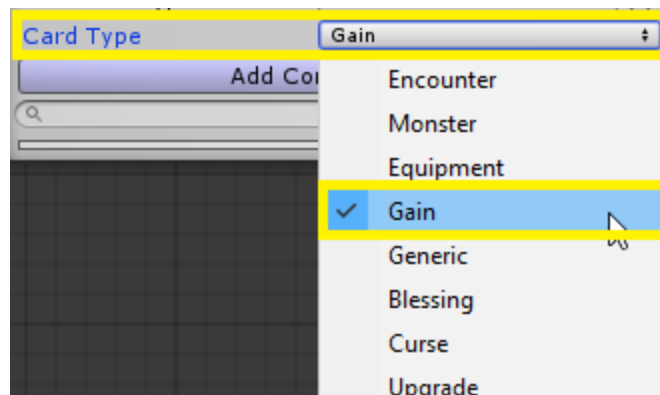 Card Type Gain
Add Co
Encounter
Monster
Equipment
Gain
Generic
Blessing
Curse
Upgrade